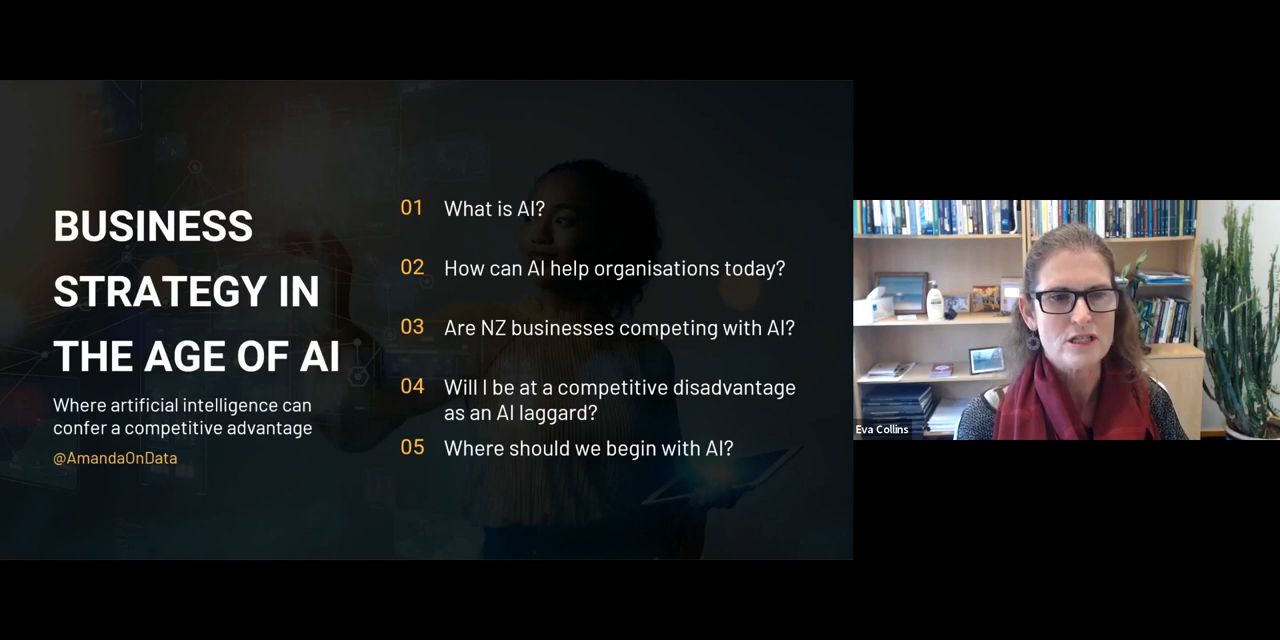 BUSINESS
STRATEGY IN
THE AGE OF AI
Where artificial intelligence can
confer a competitive advantage
@AmandaOnData
01 What is AI?
02 How can AI help organisations today?
03 Are NZ businesses competing with AI?
04 Will I be at a competitive disadvantage
as an AI laggard?
05 Where should we begin with AI?
Eva Collins